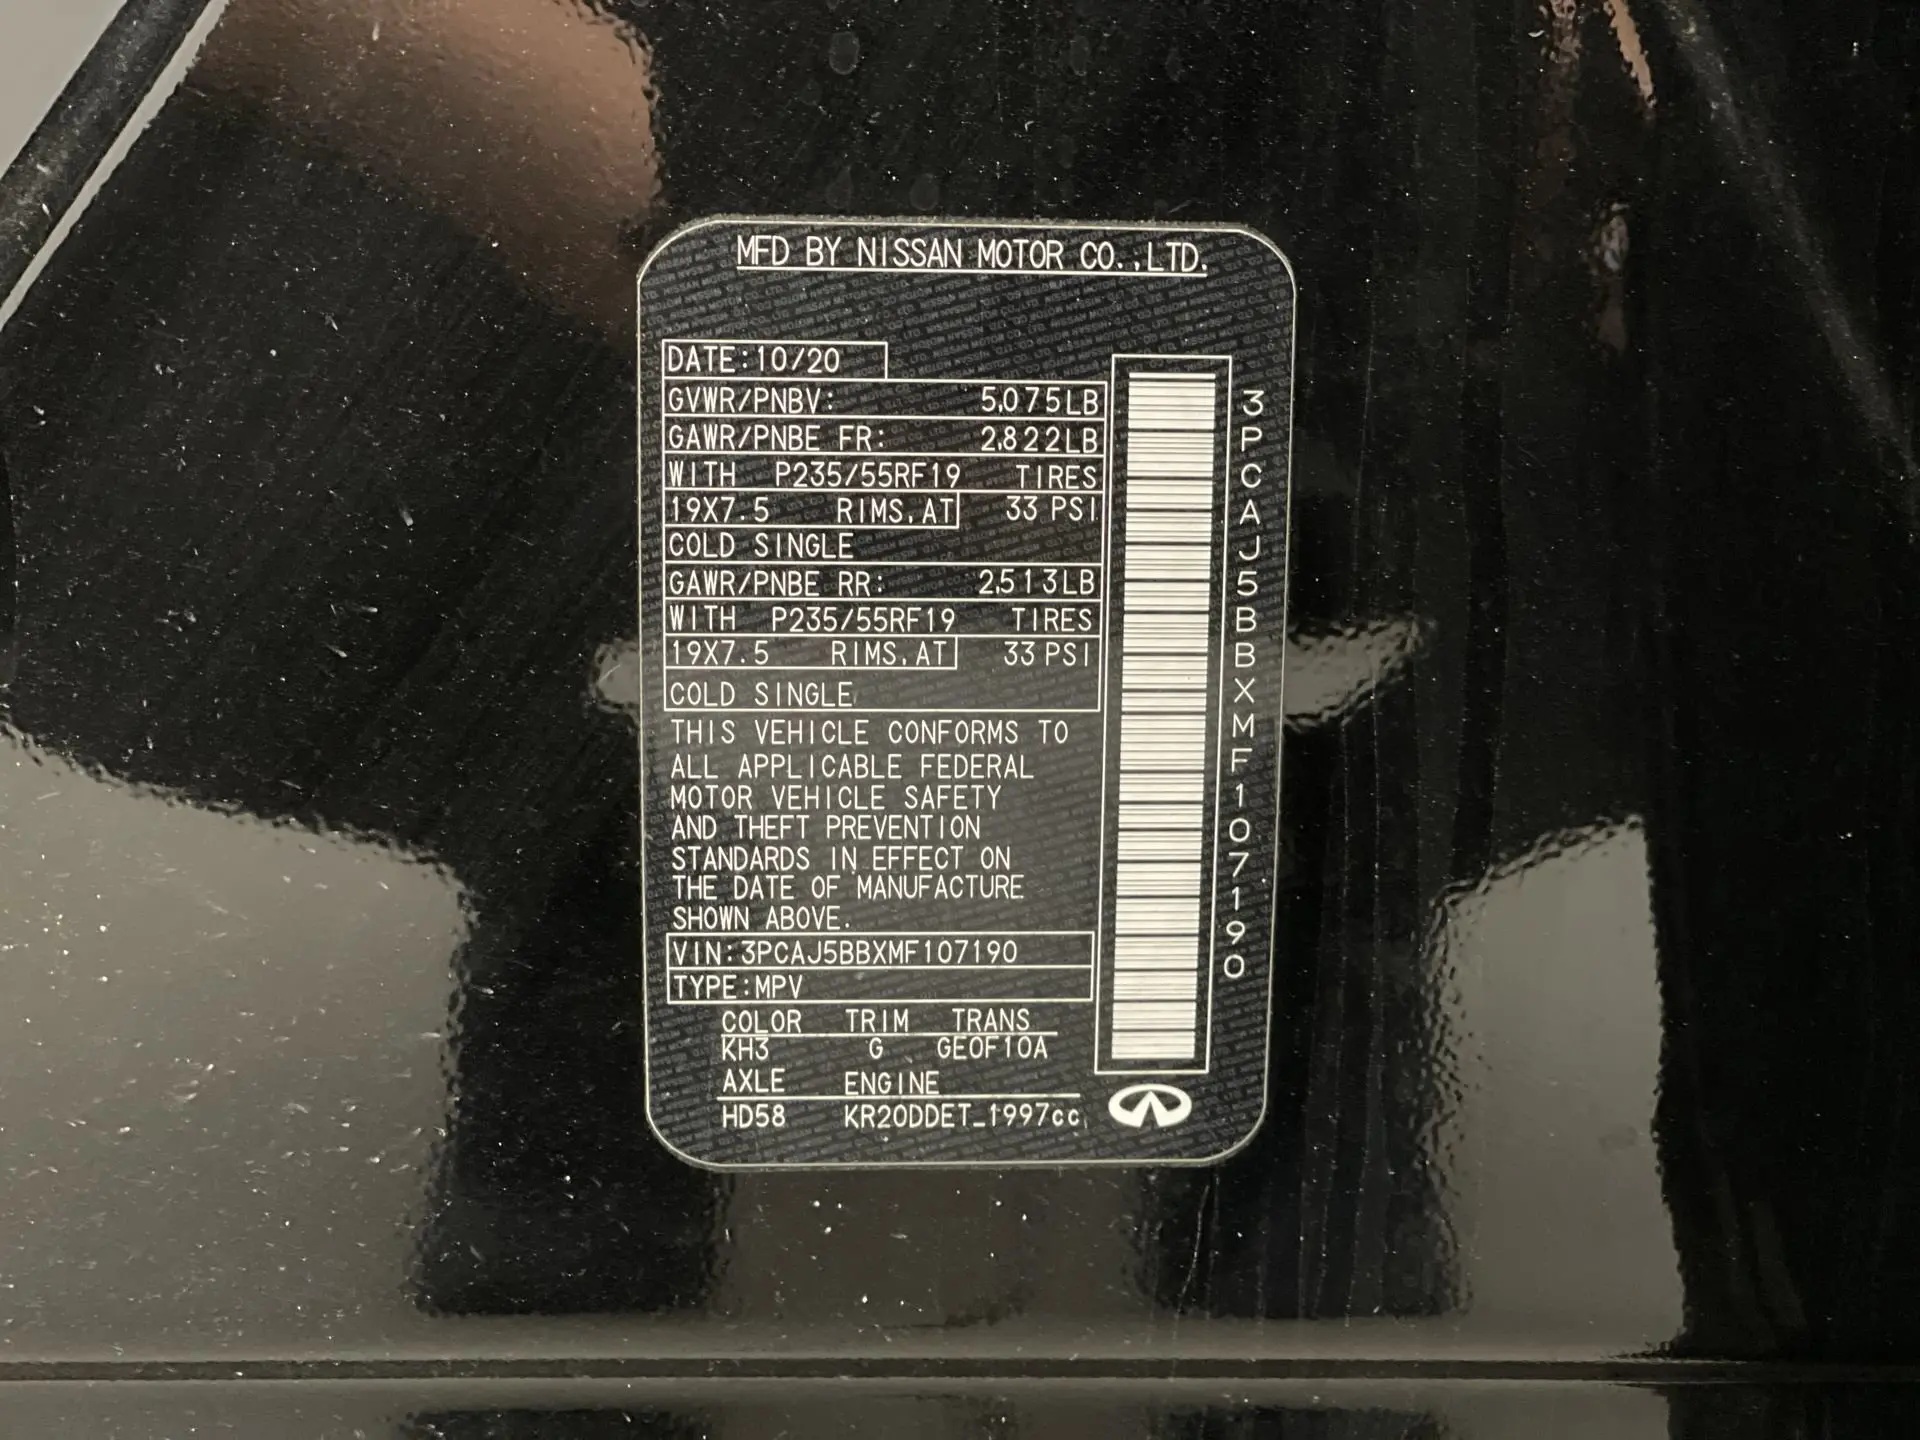 MFD BY NISSAN MOTOR CO.,LTD.
DATE:10/20
GVWR/PNBV: 5,075LB
GAWR/PNBE FR: 2,822LB
WITH P235/55RF19 TIRES
19X7.5 RIMS,AT 33 PSI
COLD SINGLE
GAWR/PNBE RR: 2,513LB
WITH P235/55RF19 TIRES
19X7.5 RIMS,AT 33 PSI
COLD SINGLE
THIS VEHICLE CONFORMS TO
ALL APPLICABLE FEDERAL
MOTOR VEHICLE SAFETY
AND THEFT PREVENTION
STANDARDS IN EFFECT ON
THE DATE OF MANUFACTURE
SHOWN ABOVE.
VIN:3PCAJ5BBXMF107190
TYPE:MPV
COLOR TRIM TRANS
KH3 G GE0F10A
AXLE ENGINE
HD58 KR20DDET_1997cc
3PCAJ5BBXMF107190